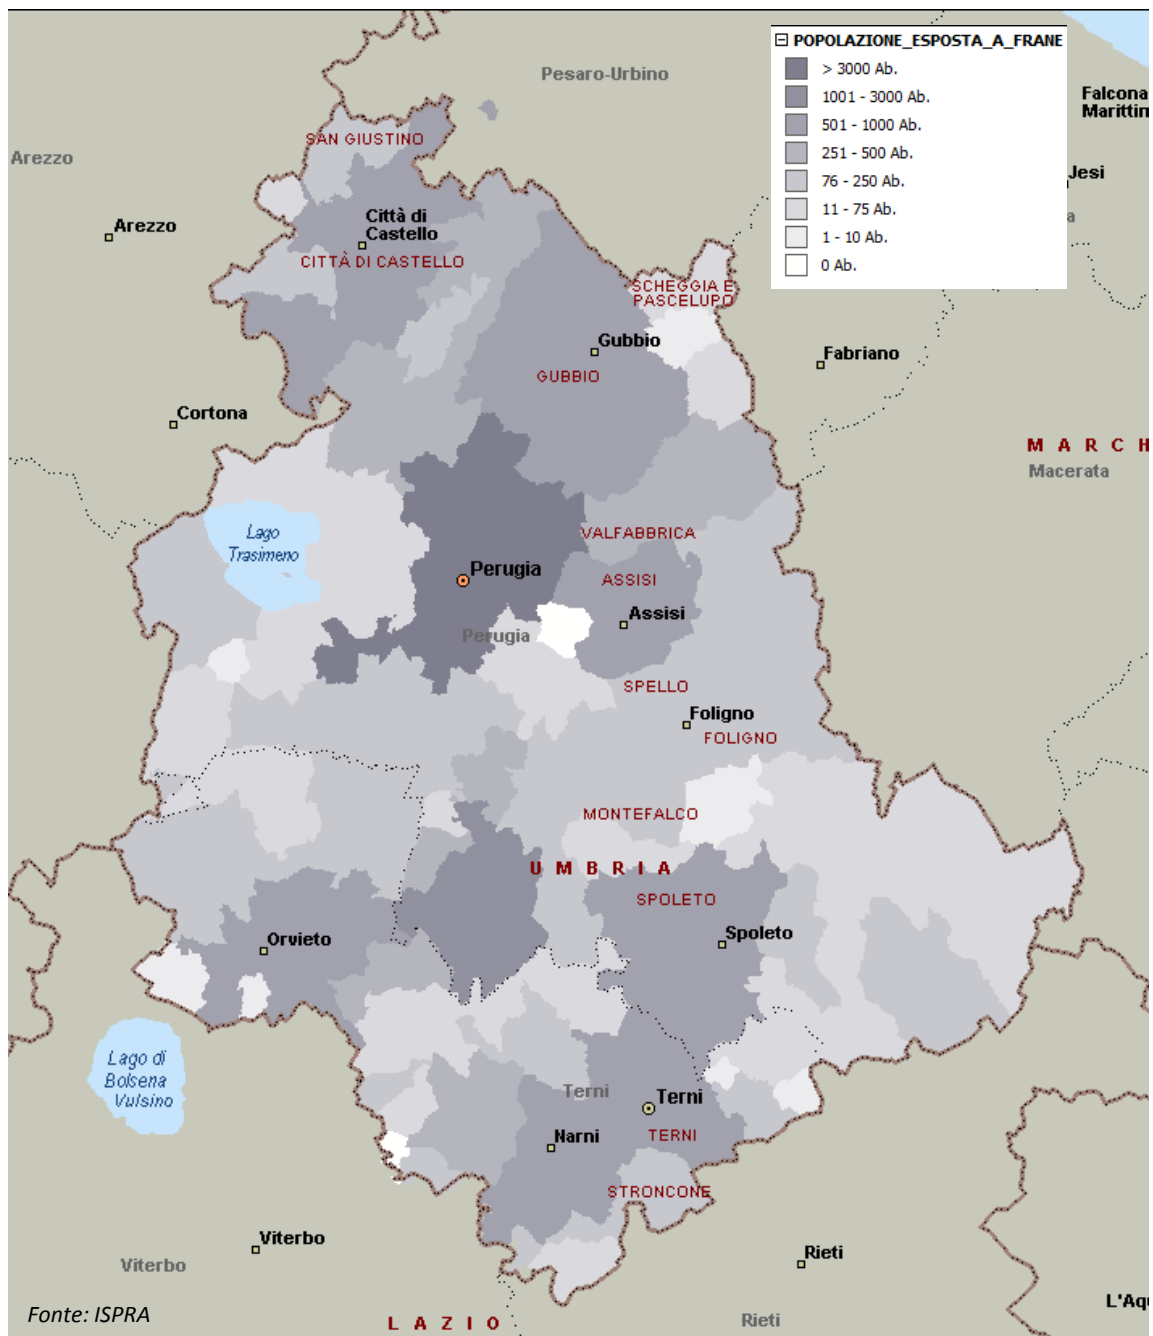 POPOLAZIONE_ESPOSTA_A_FRANE
> 3000 Ab.
1001 - 3000 Ab.
501 - 1000 Ab.
251 - 500 Ab.
76 - 250 Ab.
11 - 75 Ab.
1 - 10 Ab.
0 Ab.
Pesaro-Urbino
Falcona
Marittin
SAN GIUSTINO
Arezzo
Jesi
a
Arezzo
Città di
Castello
CITTÀ DI CASTELLO
SCHEGGIA E
PASCELUPO
Gubbio
Fabriano
GUBBIO
Cortona
M A R C H
Macerata
Lago
Trasimeno
VALFABBRICA
Perugia
ASSISI
Assisi
Perugia
SPELLO
Foligno
FOLIGNO
MONTEFALCO
U M B R I A
SPOLETO
Orvieto
Spoleto
Lago di
Bolsena
Vulsino
Terni
Terni
Narni
TERNI
STRONCONE
Viterbo
Rieti
Viterbo
L'Aqu
Fonte: ISPRA
L A Z I O
Rieti